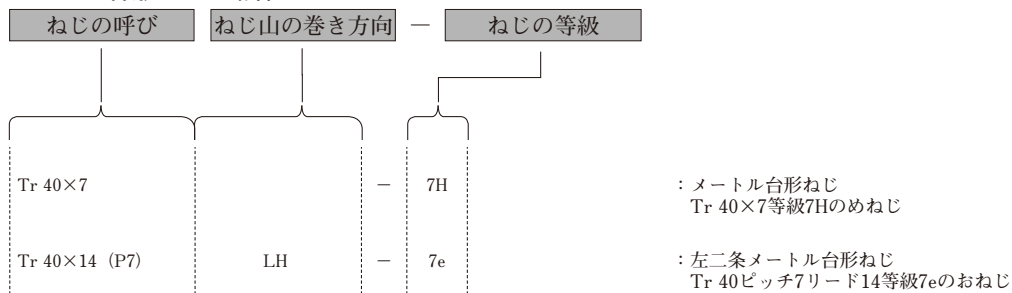 ねじの呼び ねじ山の巻き方向 － ねじの等級
Tr 40×7 － 7H ：メートル台形ねじ
Tr 40×7等級7Hのめねじ
Tr 40×14（P7） LH － 7e ：左二条メートル台形ねじ
Tr 40ピッチ7リード14等級7eのおねじ